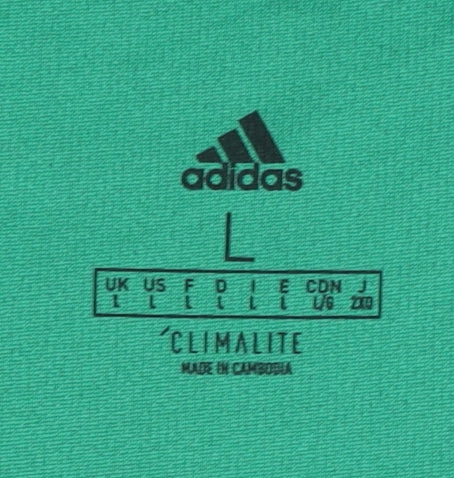 adidas
L
UK US F D I E CDN J
L L L L L L L/G 2XO
´CLIMALITE
MADE IN CAMBODIA